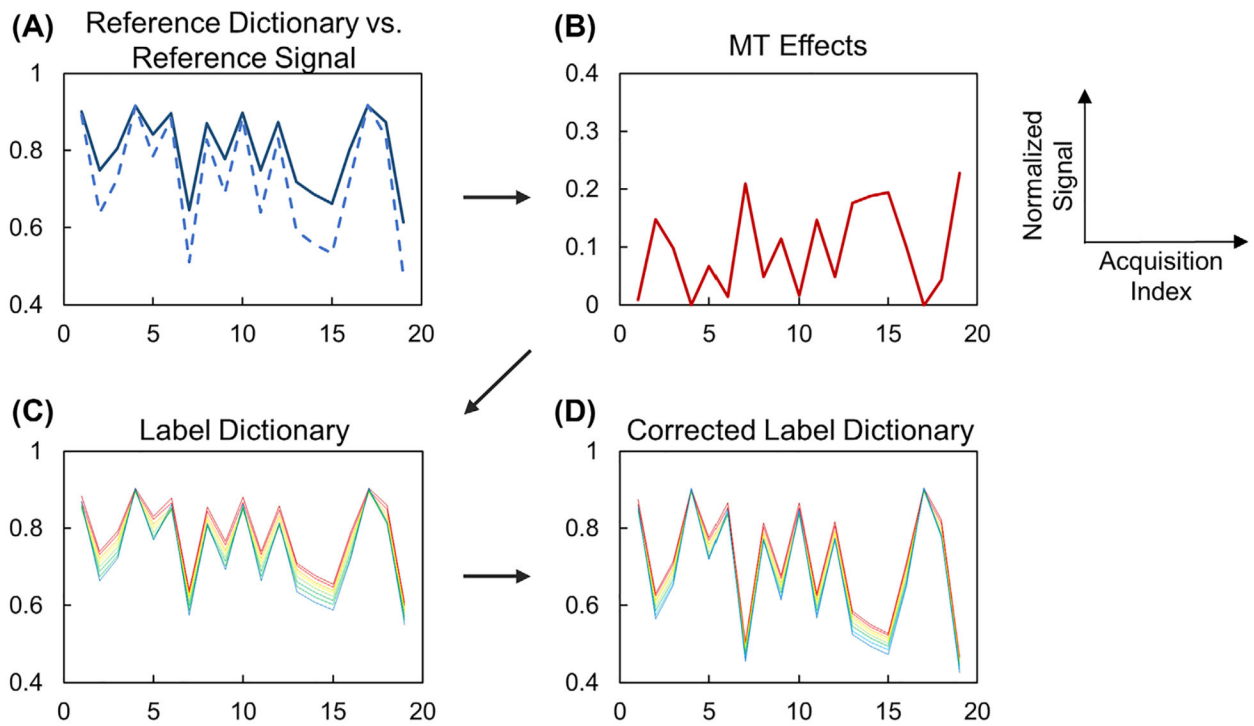 (A) Reference Dictionary vs.
Reference Signal
1
0.8
0.6
0.4
0 5 10 15 20
(B) MT Effects
0.4
0.3
0.2
0.1
0
0 5 10 15 20
Normalized
Signal
Acquisition
Index
(C) Label Dictionary
1
0.8
0.6
0.4
0 5 10 15 20
(D) Corrected Label Dictionary
1
0.8
0.6
0.4
0 5 10 15 20